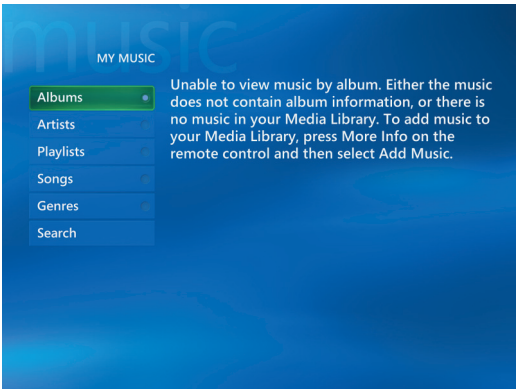 music
MY MUSIC
Albums
Artists
Playlists
Songs
Genres
Search
Unable to view music by album. Either the music
does not contain album information, or there is
no music in your Media Library. To add music to
your Media Library, press More Info on the
remote control and then select Add Music.